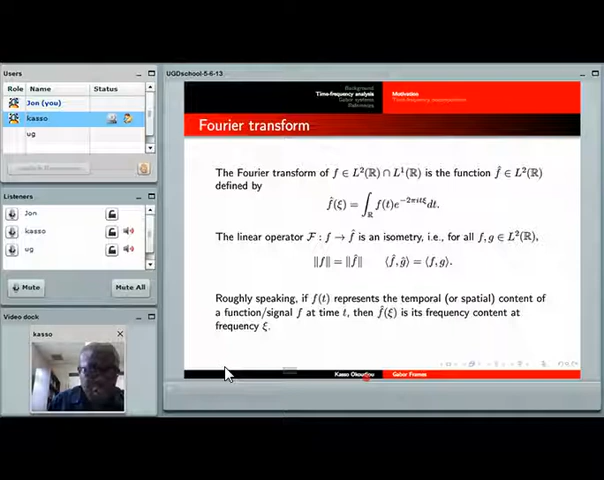 Users
UGDschool-5-6-13
Role Name Status
Jon (you)
kasso
ug
Listeners
Jon
kasso
ug
Mute
Mute All
Video dock
kasso
Background
Time-frequency analysis
Gabor systems
References
Motivation
Fourier transform
The Fourier transform of f ∈ L²(ℝ) ∩ L¹(ℝ) is the function f̂ ∈ L²(ℝ)
defined by
f̂(ξ) = ∫_ℝ f(t)e^{−2πitξ}dt.
The linear operator F : f → f̂ is an isometry, i.e., for all f, g ∈ L²(ℝ),
‖f‖ = ‖f̂‖ ⟨f̂, ĝ⟩ = ⟨f, g⟩.
Roughly speaking, if f(t) represents the temporal (or spatial) content of
a function/signal f at time t, then f̂(ξ) is its frequency content at
frequency ξ.
Kasso Okoudjou Gabor Frames